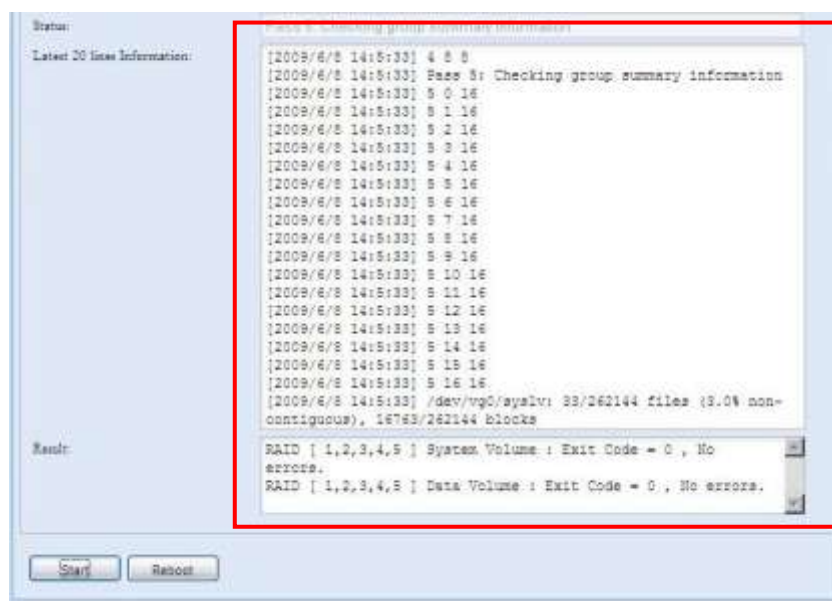 Status:
Pass 5: Checking group summary information
Latest 20 lines Information:
[2009/6/8 14:5:33] 4 8 8
[2009/6/8 14:5:33] Pass 5: Checking group summary information
[2009/6/8 14:5:33] 5 0 16
[2009/6/8 14:5:33] 5 1 16
[2009/6/8 14:5:33] 5 2 16
[2009/6/8 14:5:33] 5 3 16
[2009/6/8 14:5:33] 5 4 16
[2009/6/8 14:5:33] 5 5 16
[2009/6/8 14:5:33] 5 6 16
[2009/6/8 14:5:33] 5 7 16
[2009/6/8 14:5:33] 5 8 16
[2009/6/8 14:5:33] 5 9 16
[2009/6/8 14:5:33] 5 10 16
[2009/6/8 14:5:33] 5 11 16
[2009/6/8 14:5:33] 5 12 16
[2009/6/8 14:5:33] 5 13 16
[2009/6/8 14:5:33] 5 14 16
[2009/6/8 14:5:33] 5 15 16
[2009/6/8 14:5:33] 5 16 16
[2009/6/8 14:5:33] /dev/vg0/syslv: 33/262144 files (3.0% non-
contiguous), 16763/262144 blocks
Result:
RAID [ 1,2,3,4,5 ] System Volume : Exit Code = 0 , No
errors.
RAID [ 1,2,3,4,5 ] Data Volume : Exit Code = 0 , No errors.
Start
Reboot